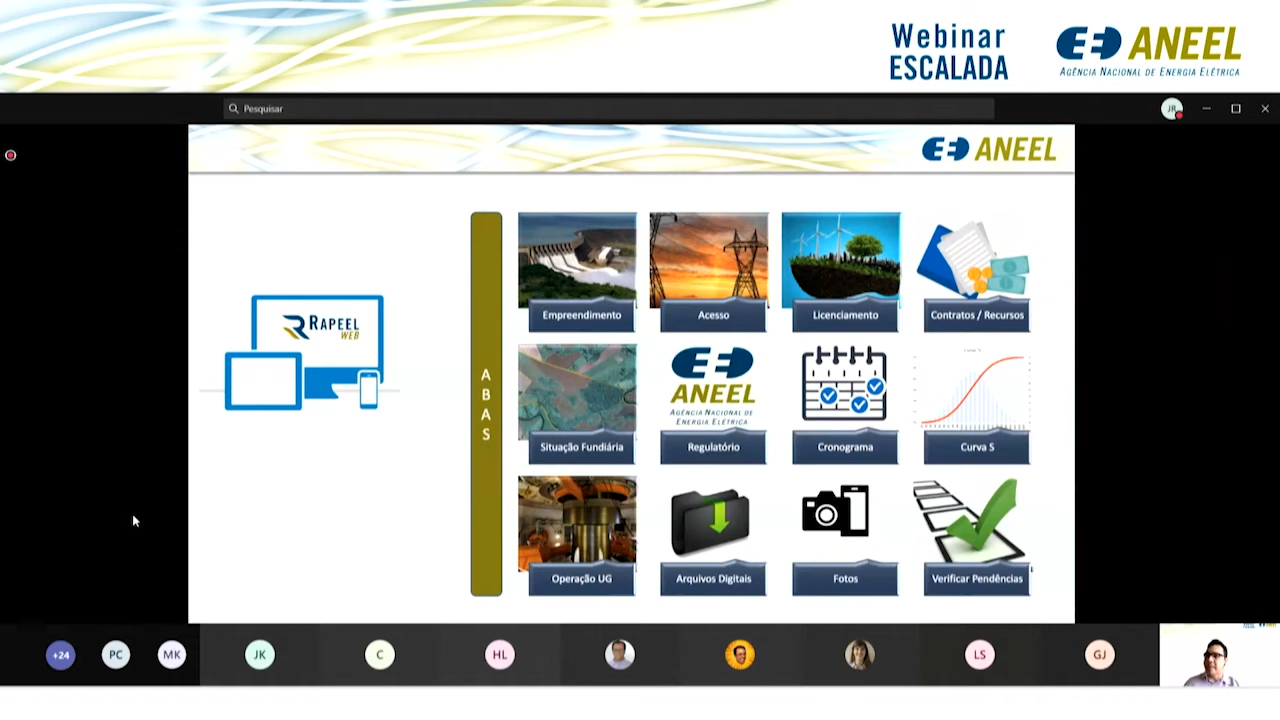 Webinar
ESCALADA
ANEEL
AGÊNCIA NACIONAL DE ENERGIA ELÉTRICA
Pesquisar
JR
ANEEL
RAPEEL
WEB
ABAS
Empreendimento
Acesso
Licenciamento
Contratos / Recursos
ANEEL
AGÊNCIA NACIONAL DE
ENERGIA ELÉTRICA
Situação Fundiária
Regulatório
Cronograma
Curva S
Operação UG
Arquivos Digitais
Fotos
Verificar Pendências
+24
PC
MK
JK
C
HL
LS
GJ